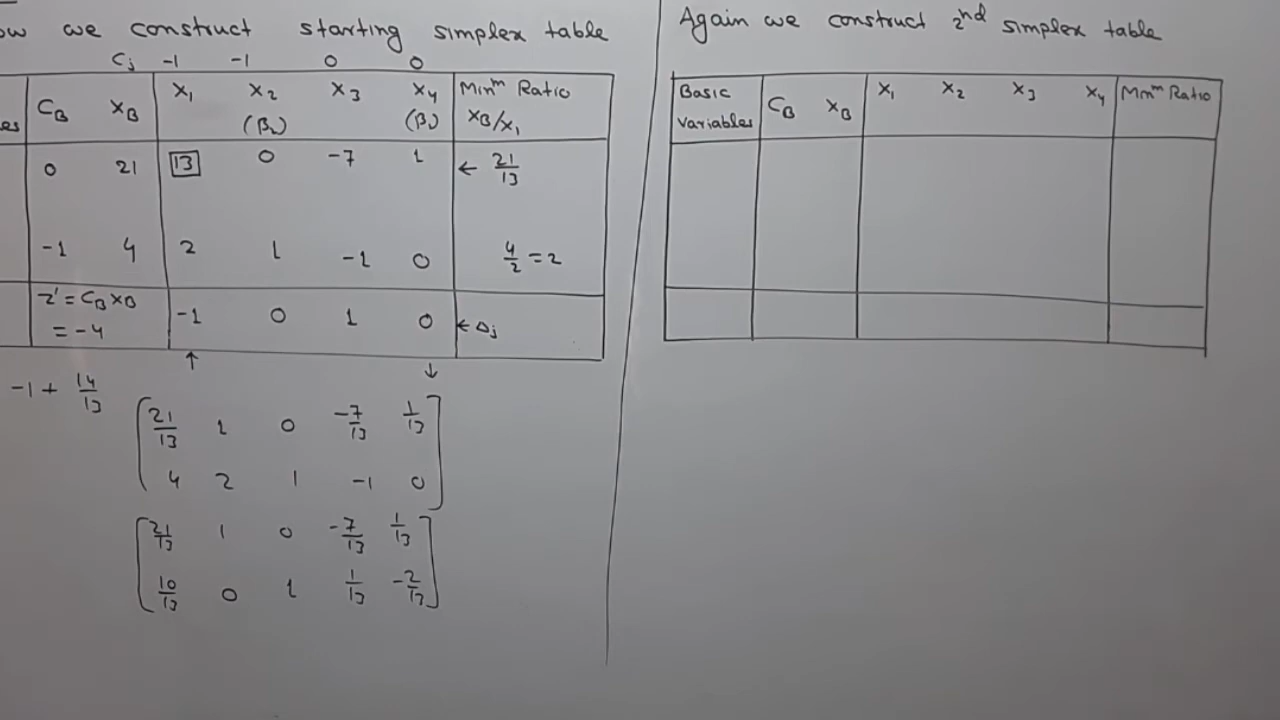 ow we construct starting simplex table
Cj -1 -1 0 0
es CB XB X1 X2 (β2) X3 X4 (β1) Minm Ratio XB/X1
0 21 13 0 -7 1 ← 21/13
-1 4 2 1 -1 0 4/2 = 2
Z' = CB XB = -4 -1 0 1 0 ← Δj
↑ ↓
-1 + 14/13
21/13 1 0 -7/13 1/13
4 2 1 -1 0
21/13 1 0 -7/13 1/13
10/13 0 1 1/13 -2/13
Again we construct 2nd simplex table
Basic Variables CB XB X1 X2 X3 X4 Minm Ratio